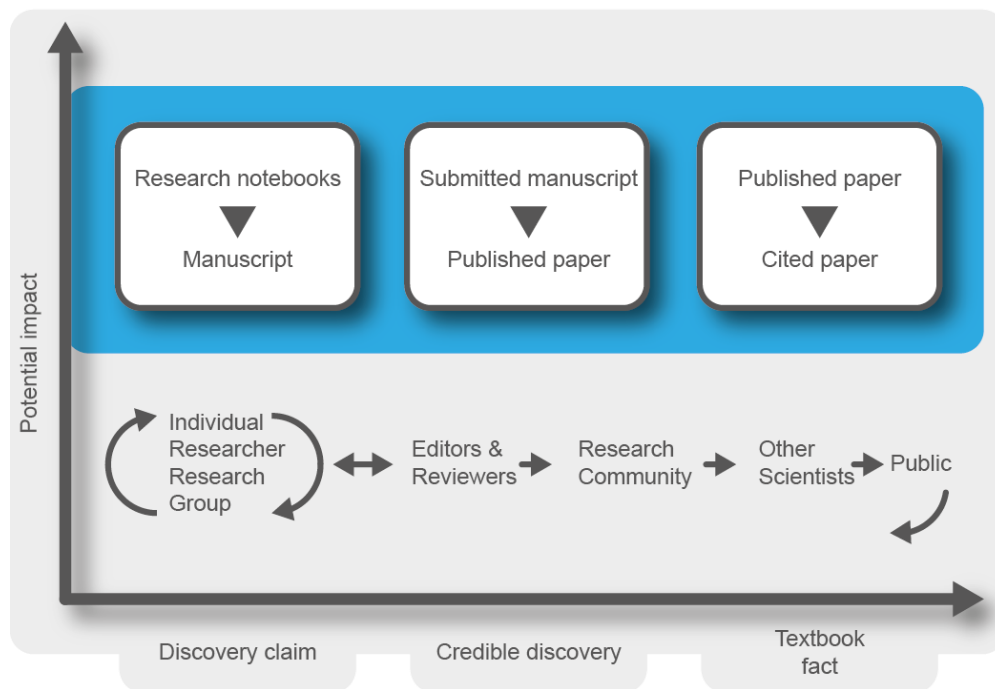 Potential impact
Research notebooks
Manuscript
Submitted manuscript
Published paper
Published paper
Cited paper
Individual
Researcher
Research
Group
Editors &
Reviewers
Research
Community
Other
Scientists
Public
Discovery claim
Credible discovery
Textbook
fact